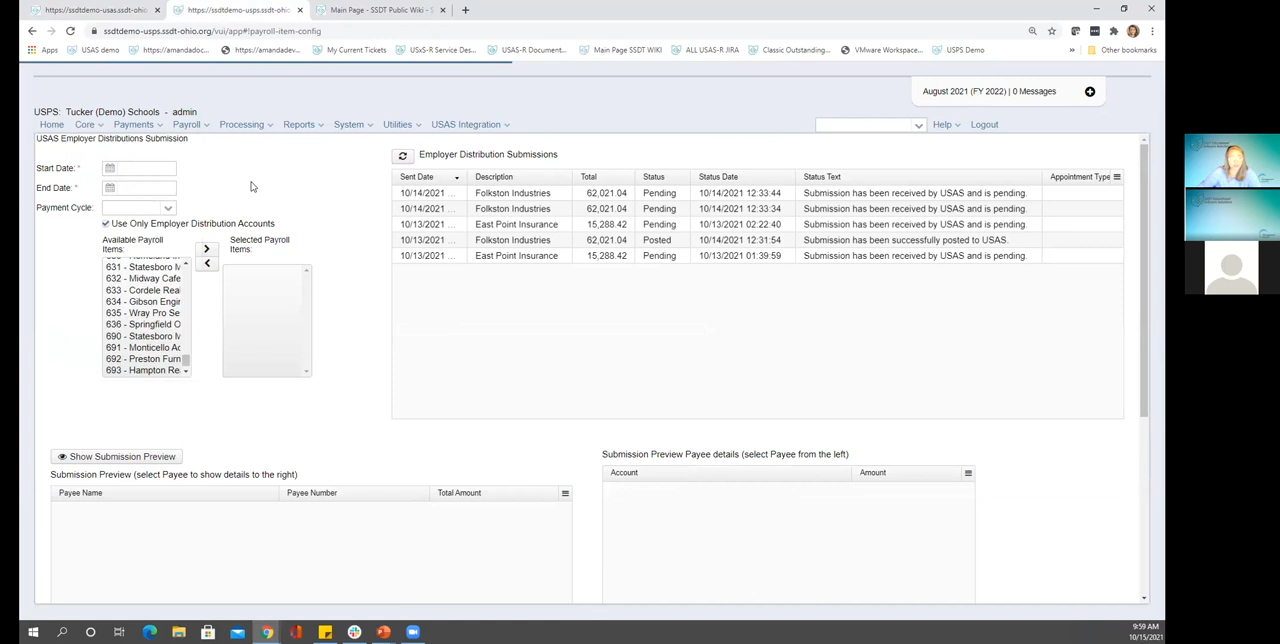 https://ssdtdemo-usas.ssdt-ohio. https://ssdtdemo-usps.ssdt-ohio.o Main Page - SSDT Public Wiki - S
ssdtdemo-usps.ssdt-ohio.org/vui/app#!payroll-item-config
Apps USAS demo https://amandadoc... https://amandadev... My Current Tickets USxS-R Service Des... USAS-R Document... Main Page SSDT WIKI ALL USAS-R JIRA Classic Outstanding... VMware Workspace... USPS Demo » Other bookmarks
August 2021 (FY 2022) | 0 Messages
USPS: Tucker (Demo) Schools - admin
Home Core Payments Payroll Processing Reports System Utilities USAS Integration Help Logout
USAS Employer Distributions Submission
Start Date: *
End Date: *
Payment Cycle:
Use Only Employer Distribution Accounts
Available Payroll Items:
Selected Payroll Items:
631 - Statesboro M
632 - Midway Cafe
633 - Cordele Real
634 - Gibson Engir
635 - Wray Pro Se
636 - Springfield O
690 - Statesboro M
691 - Monticello Ac
692 - Preston Furn
693 - Hampton Re
Employer Distribution Submissions
Sent Date Description Total Status Status Date Status Text Appointment Type
10/14/2021 ... Folkston Industries 62,021.04 Pending 10/14/2021 12:33:44 Submission has been received by USAS and is pending.
10/14/2021 ... Folkston Industries 62,021.04 Pending 10/14/2021 12:33:34 Submission has been received by USAS and is pending.
10/13/2021 ... East Point Insurance 15,288.42 Pending 10/13/2021 02:22:40 Submission has been received by USAS and is pending.
10/13/2021 ... Folkston Industries 62,021.04 Posted 10/14/2021 12:31:54 Submission has been successfully posted to USAS.
10/13/2021 ... East Point Insurance 15,288.42 Pending 10/13/2021 01:39:59 Submission has been received by USAS and is pending.
Show Submission Preview
Submission Preview (select Payee to show details to the right)
Payee Name Payee Number Total Amount
Submission Preview Payee details (select Payee from the left)
Account Amount
9:59 AM
10/15/2021